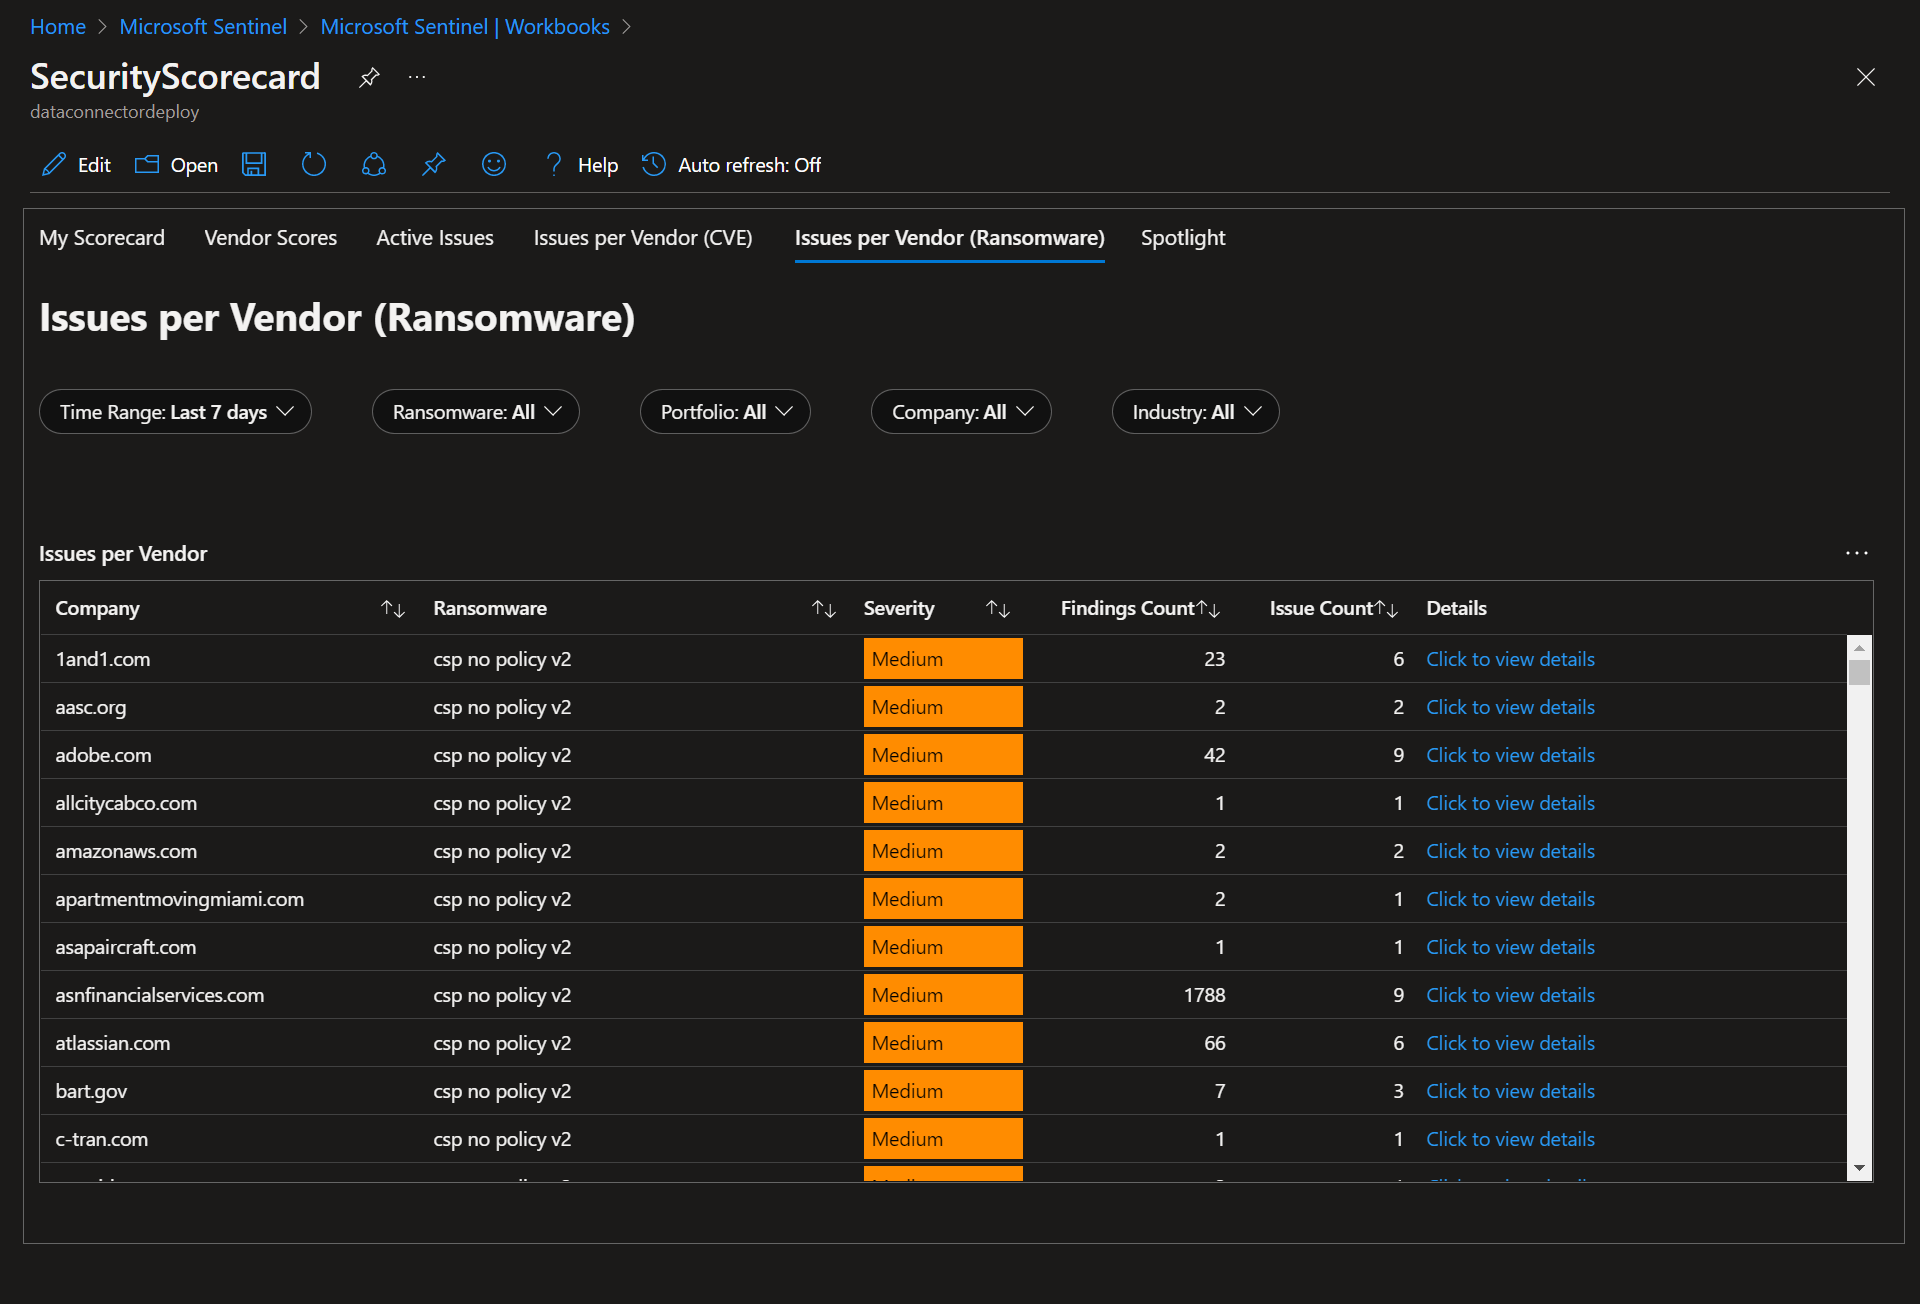 Home > Microsoft Sentinel > Microsoft Sentinel | Workbooks >
SecurityScorecard ...
dataconnectordeploy
Edit Open Help Auto refresh: Off
My Scorecard Vendor Scores Active Issues Issues per Vendor (CVE) Issues per Vendor (Ransomware) Spotlight
Issues per Vendor (Ransomware)
Time Range: Last 7 days Ransomware: All Portfolio: All Company: All Industry: All
Issues per Vendor ...
Company Ransomware Severity Findings Count Issue Count Details
1and1.com csp no policy v2 Medium 23 6 Click to view details
aasc.org csp no policy v2 Medium 2 2 Click to view details
adobe.com csp no policy v2 Medium 42 9 Click to view details
allcitycabco.com csp no policy v2 Medium 1 1 Click to view details
amazonaws.com csp no policy v2 Medium 2 2 Click to view details
apartmentmovingmiami.com csp no policy v2 Medium 2 1 Click to view details
asapaircraft.com csp no policy v2 Medium 1 1 Click to view details
asnfinancialservices.com csp no policy v2 Medium 1788 9 Click to view details
atlassian.com csp no policy v2 Medium 66 6 Click to view details
bart.gov csp no policy v2 Medium 7 3 Click to view details
c-tran.com csp no policy v2 Medium 1 1 Click to view details